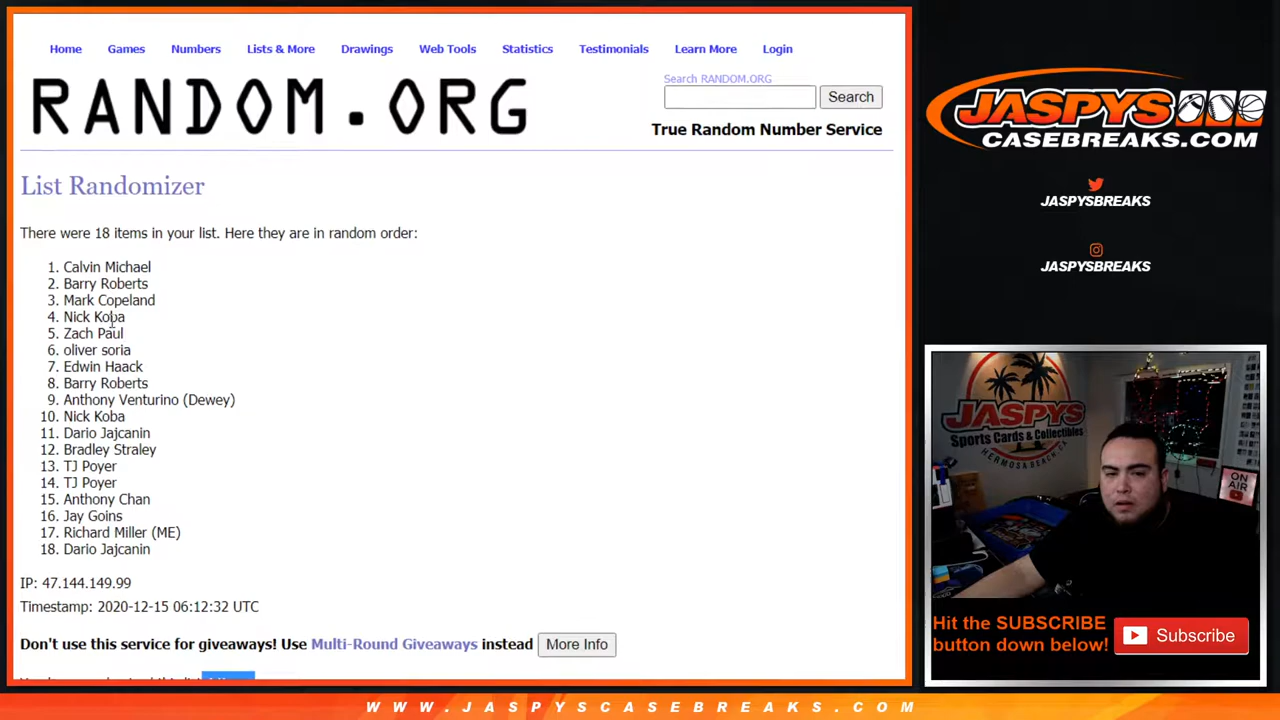 Home Games Numbers Lists & More Drawings Web Tools Statistics Testimonials Learn More Login
RANDOM.ORG
Search RANDOM.ORG
Search
True Random Number Service
List Randomizer
There were 18 items in your list. Here they are in random order:
1. Calvin Michael
2. Barry Roberts
3. Mark Copeland
4. Nick Koba
5. Zach Paul
6. oliver soria
7. Edwin Haack
8. Barry Roberts
9. Anthony Venturino (Dewey)
10. Nick Koba
11. Dario Jajcanin
12. Bradley Straley
13. TJ Poyer
14. TJ Poyer
15. Anthony Chan
16. Jay Goins
17. Richard Miller (ME)
18. Dario Jajcanin
IP: 47.144.149.99
Timestamp: 2020-12-15 06:12:32 UTC
Don't use this service for giveaways! Use Multi-Round Giveaways instead More Info
JASPYS
CASEBREAKS.COM
JASPYSBREAKS
JASPYSBREAKS
JASPYS
Sports Cards & Collectibles
HERMOSA BEACH, CA
ON AIR
Hit the SUBSCRIBE
button down below!
Subscribe
WWW.JASPYSCASEBREAKS.COM